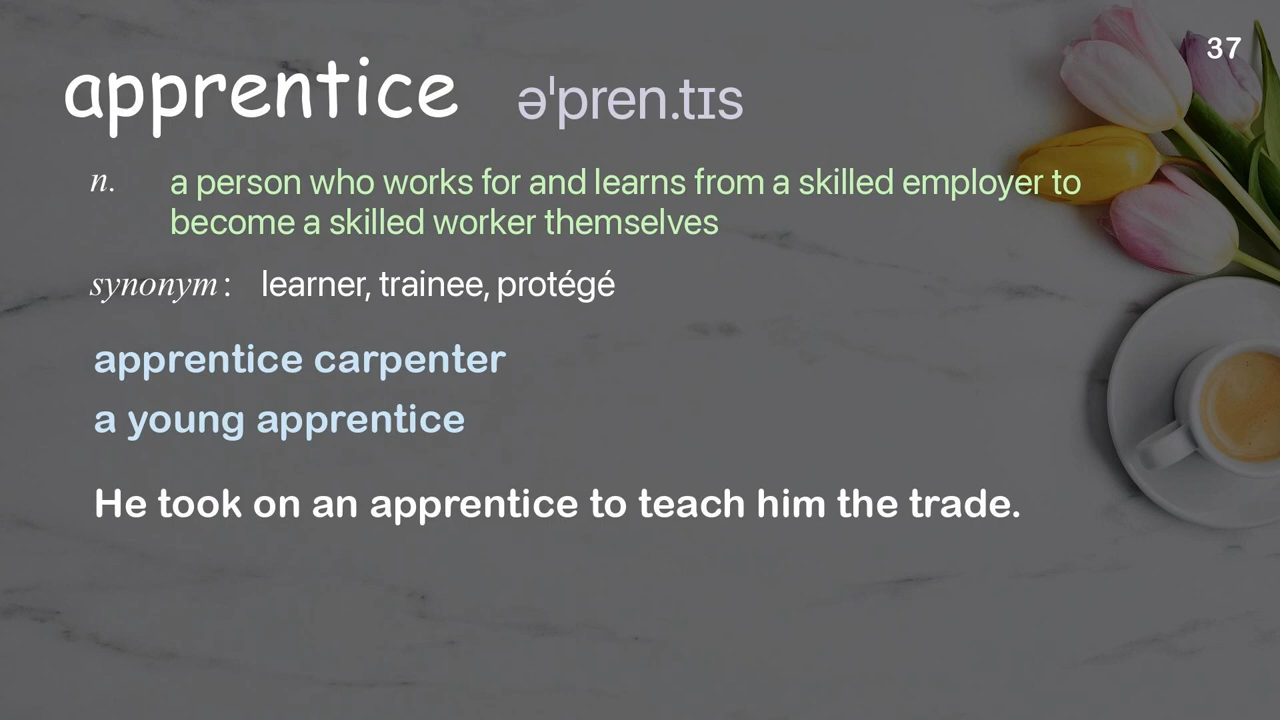 37
apprentice ə'pren.tɪs
n. a person who works for and learns from a skilled employer to
become a skilled worker themselves
synonym: learner, trainee, protégé
apprentice carpenter
a young apprentice
He took on an apprentice to teach him the trade.